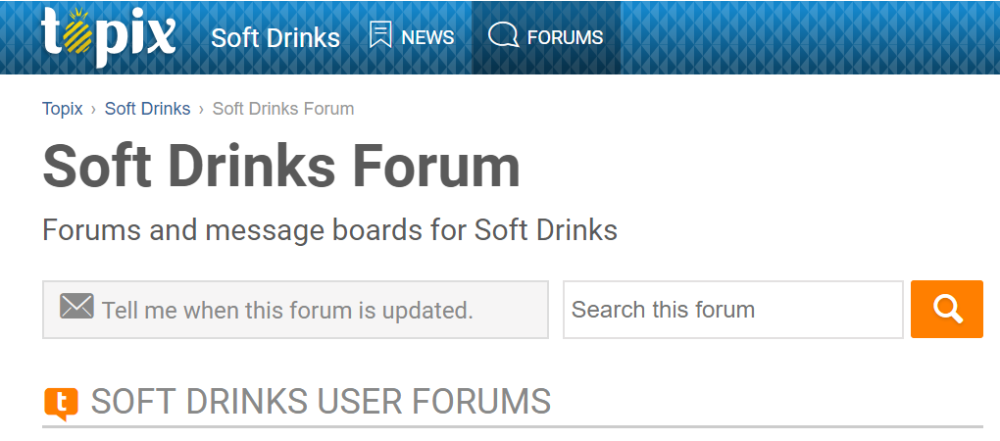 topix Soft Drinks NEWS FORUMS
Topix › Soft Drinks › Soft Drinks Forum
Soft Drinks Forum
Forums and message boards for Soft Drinks
Tell me when this forum is updated. Search this forum
t SOFT DRINKS USER FORUMS